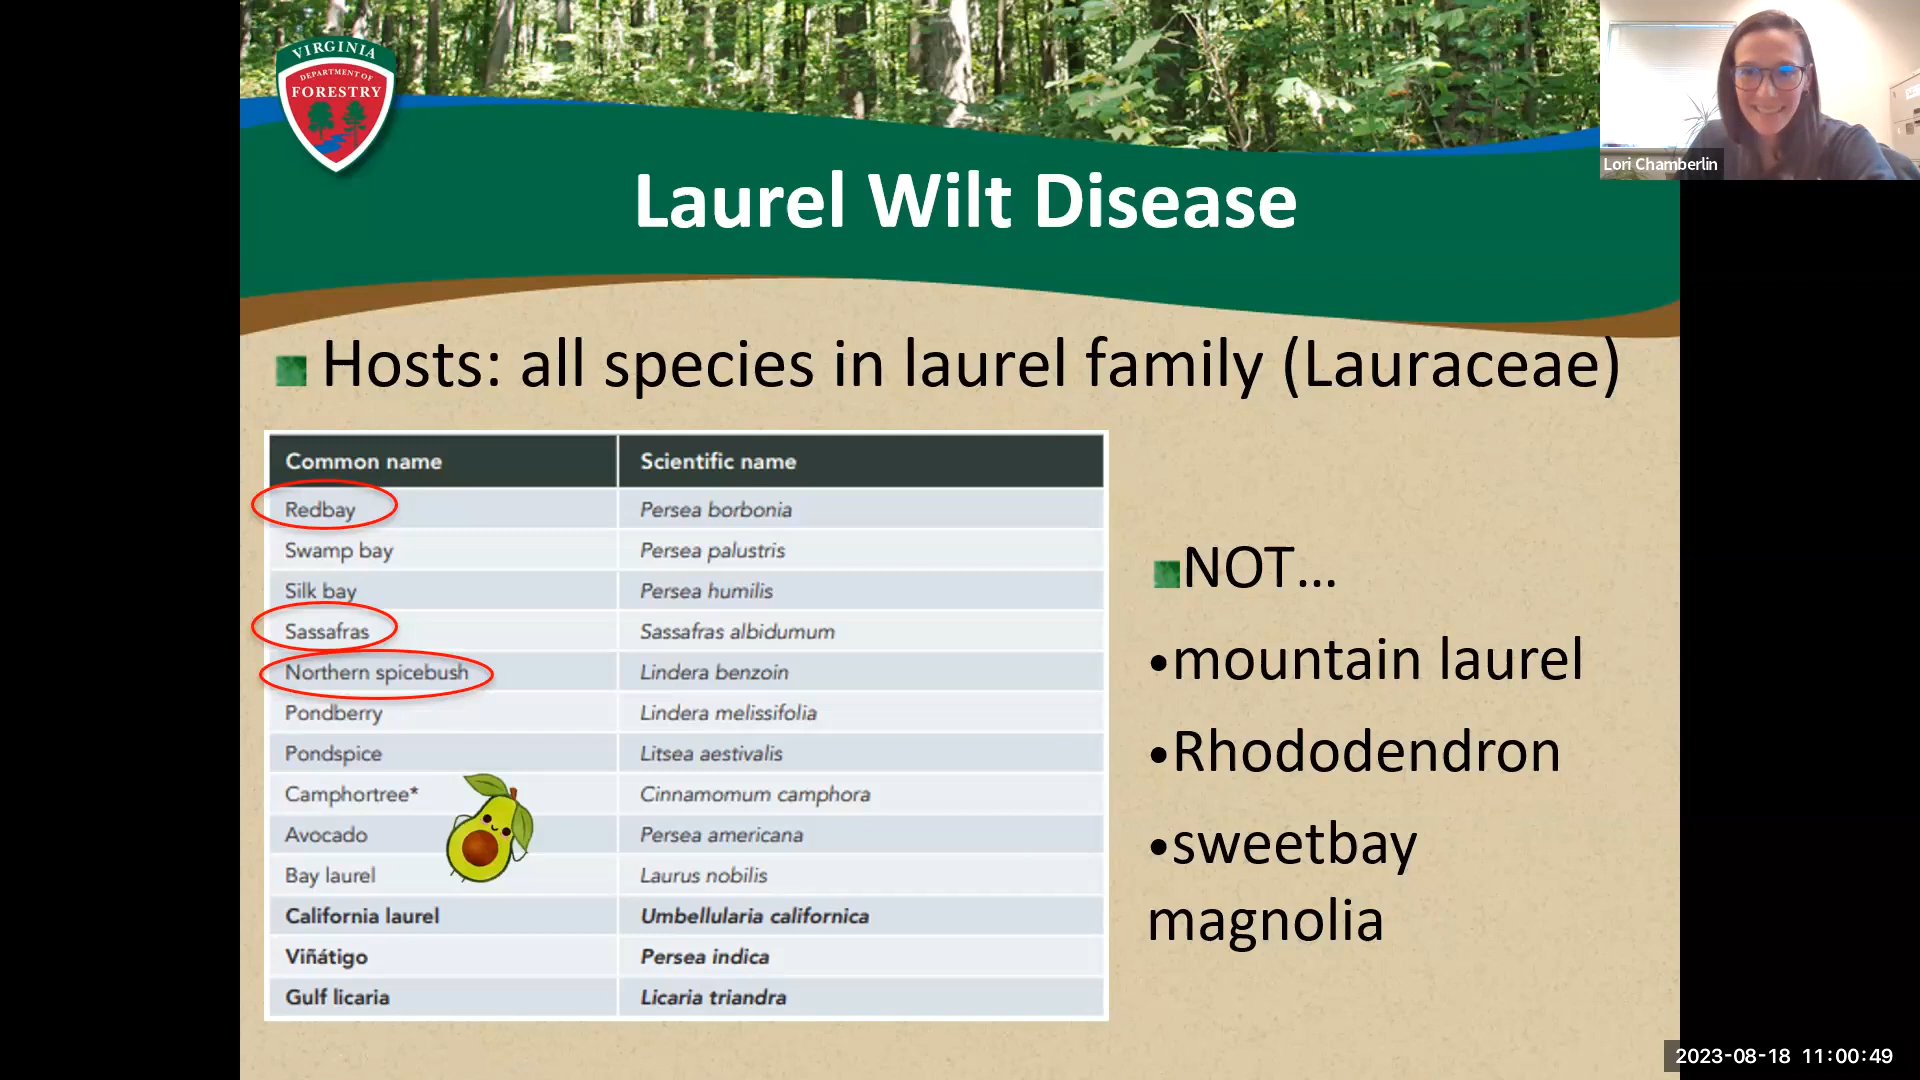 VIRGINIA
DEPARTMENT OF
FORESTRY
Lori Chamberlin
Laurel Wilt Disease
Hosts: all species in laurel family (Lauraceae)
Common name Scientific name
Redbay Persea borbonia
Swamp bay Persea palustris
Silk bay Persea humilis
Sassafras Sassafras albidumum
Northern spicebush Lindera benzoin
Pondberry Lindera melissifolia
Pondspice Litsea aestivalis
Camphortree* Cinnamomum camphora
Avocado Persea americana
Bay laurel Laurus nobilis
California laurel Umbellularia californica
Viñátigo Persea indica
Gulf licaria Licaria triandra
NOT...
•mountain laurel
•Rhododendron
•sweetbay
magnolia
2023-08-18 11:00:49